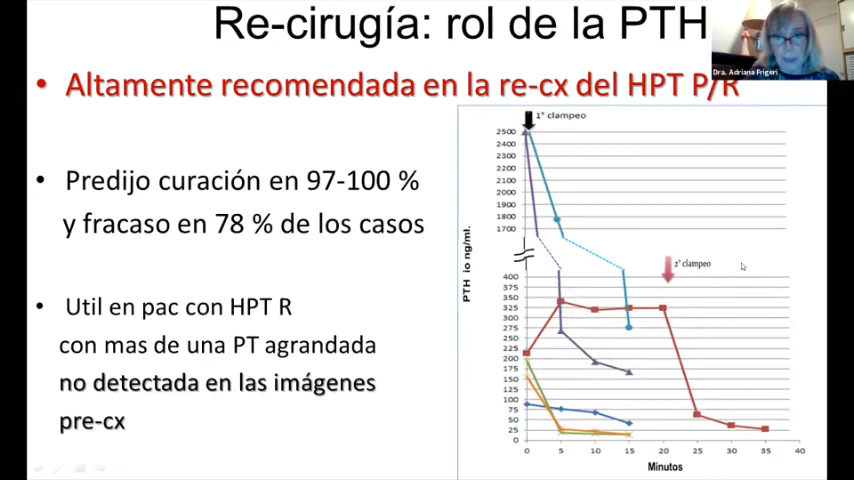 Re-cirugía: rol de la PTH
Dra. Adriana Frigeri
• Altamente recomendada en la re-cx del HPT P/R
• Predijo curación en 97-100 %
y fracaso en 78 % de los casos
• Util en pac con HPT R
con mas de una PT agrandada
no detectada en las imágenes
pre-cx
1° clampeo
2500
2400
2300
2200
2100
2000
1900
1800
1700
2° clampeo
PTH io ng/ml.
400
375
350
325
300
275
250
225
200
175
150
125
100
75
50
25
0
0 5 10 15 20 25 30 35 40
Minutos